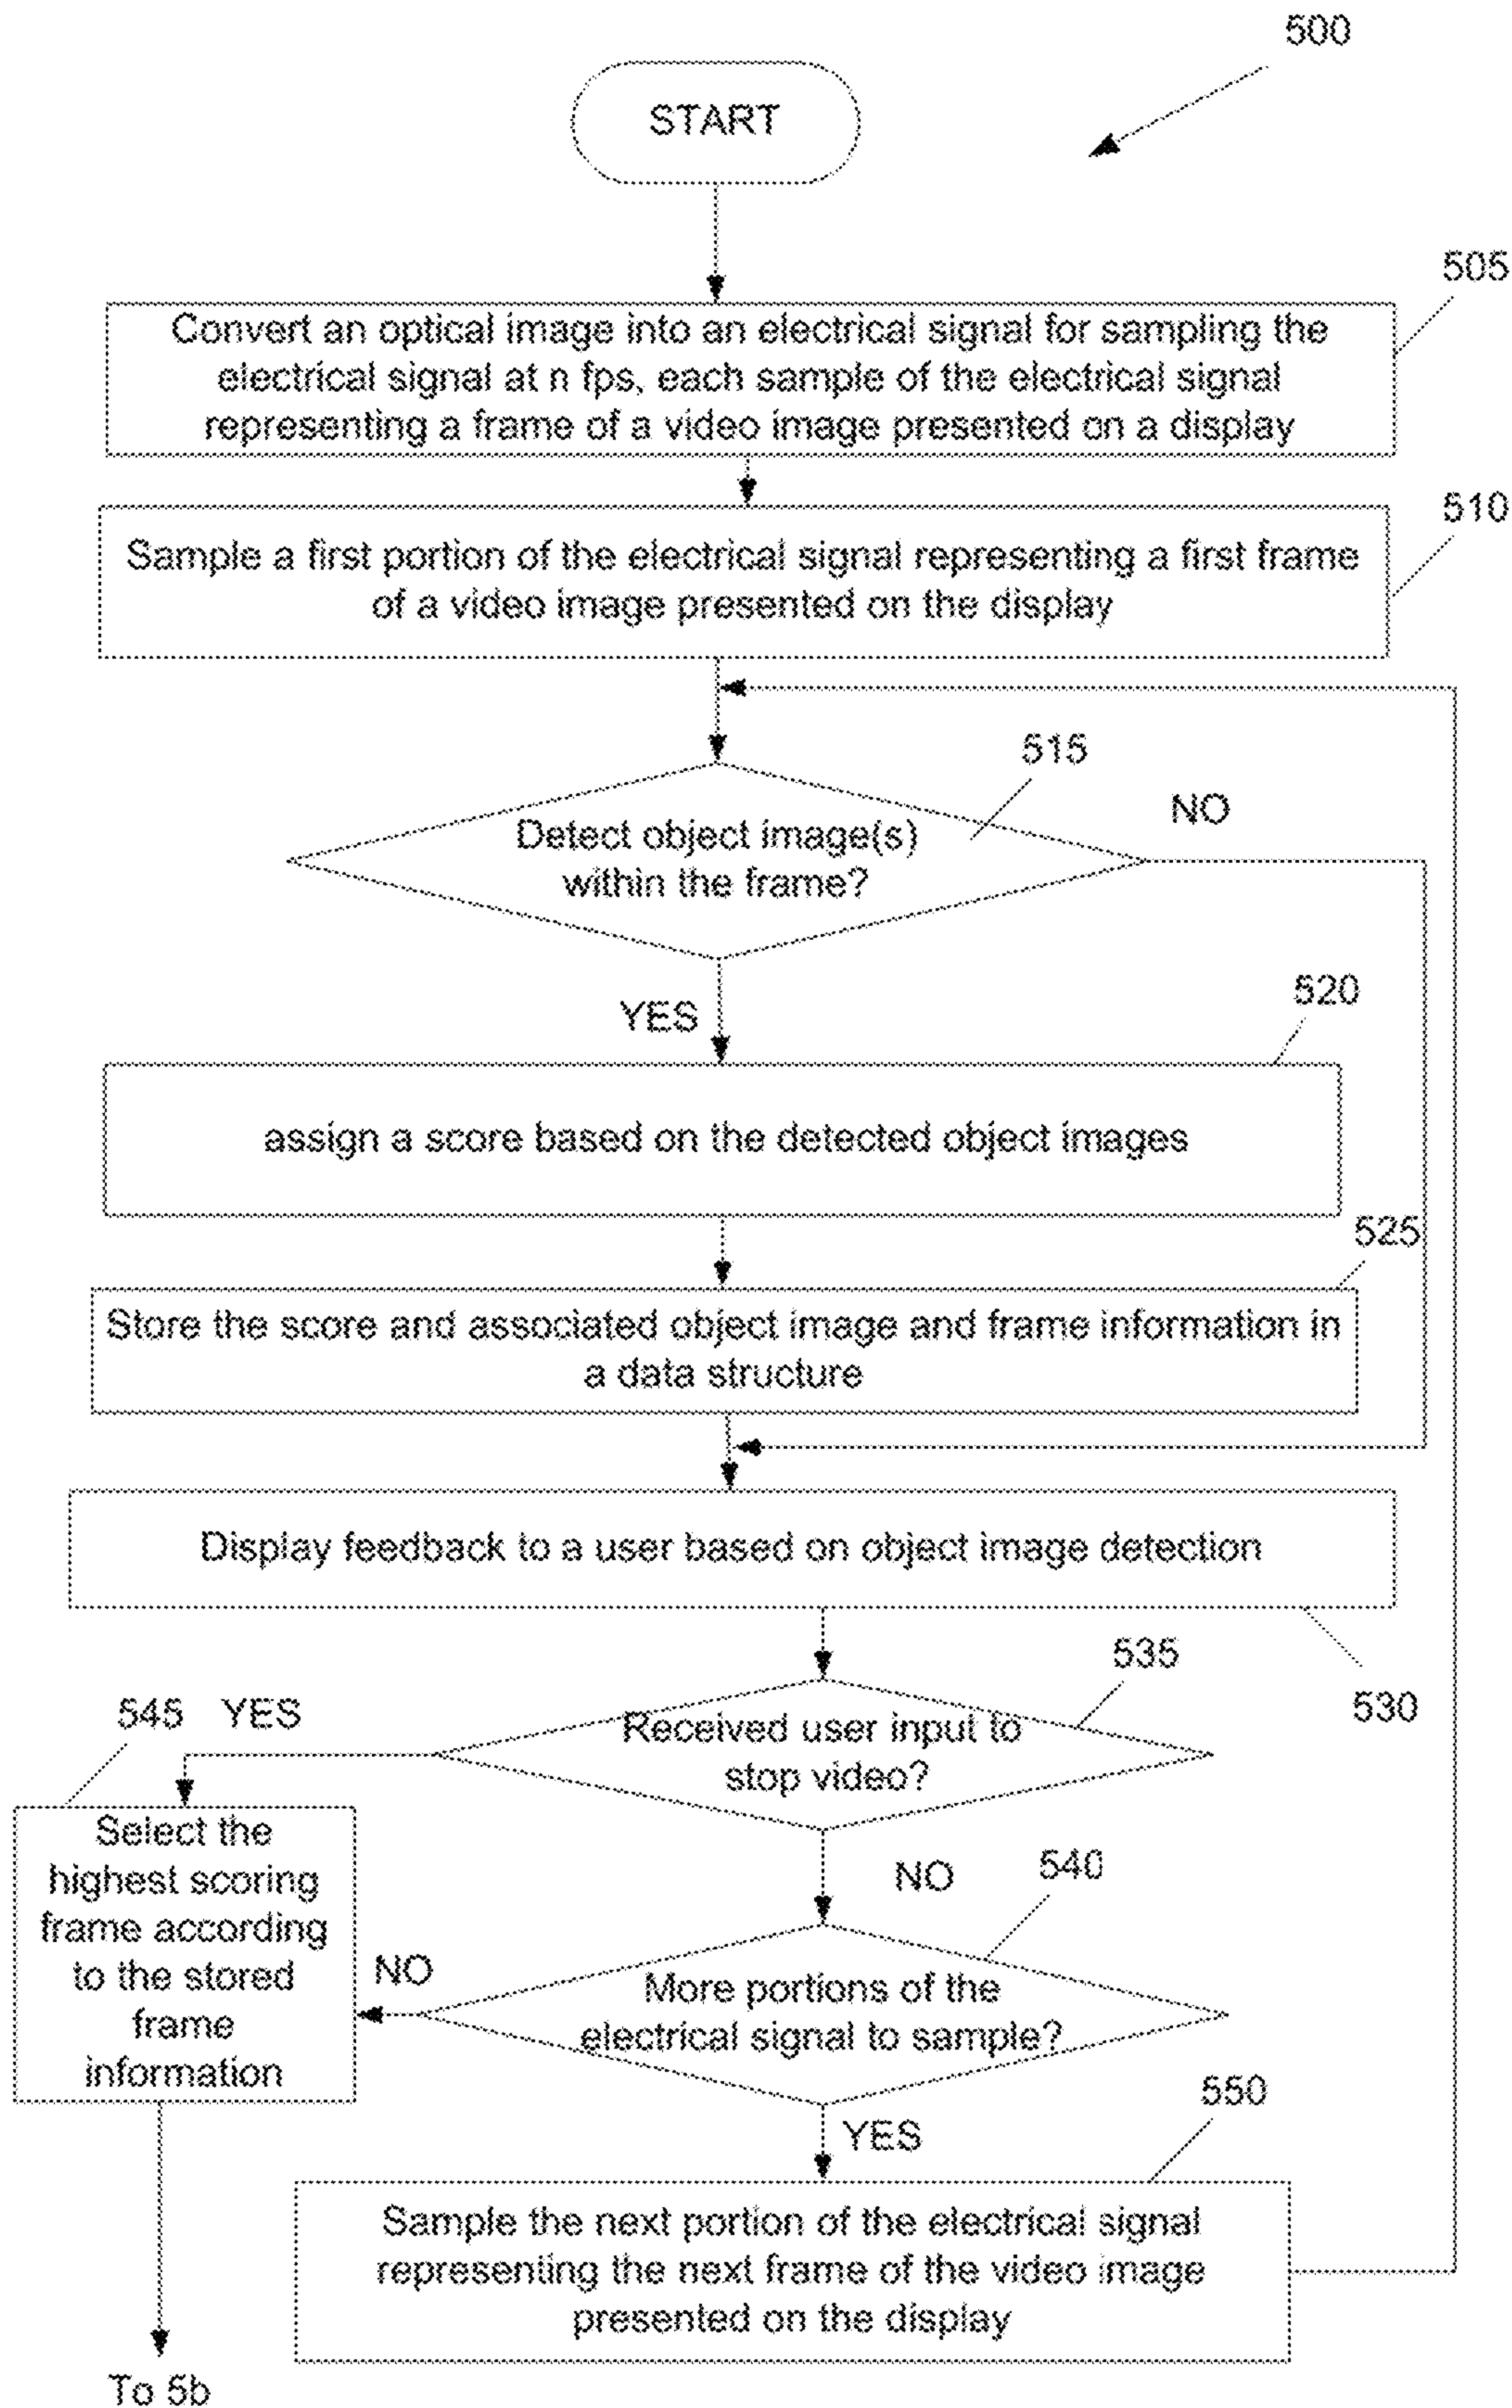 500
START
505
Convert an optical image into an electrical signal for sampling the
electrical signal at n fps, each sample of the electrical signal
representing a frame of a video image presented on a display
510
Sample a first portion of the electrical signal representing a first frame
of a video image presented on the display
515
NO
Detect object image(s)
within the frame?
YES
520
assign a score based on the detected object images
525
Store the score and associated object image and frame information in
a data structure
Display feedback to a user based on object image detection
530
535
Received user input to
stop video?
545
YES
Select the
highest scoring
frame according
to the stored
frame
information
NO
540
NO
More portions of the
electrical signal to sample?
YES
550
Sample the next portion of the electrical signal
representing the next frame of the video image
presented on the display
To 5b